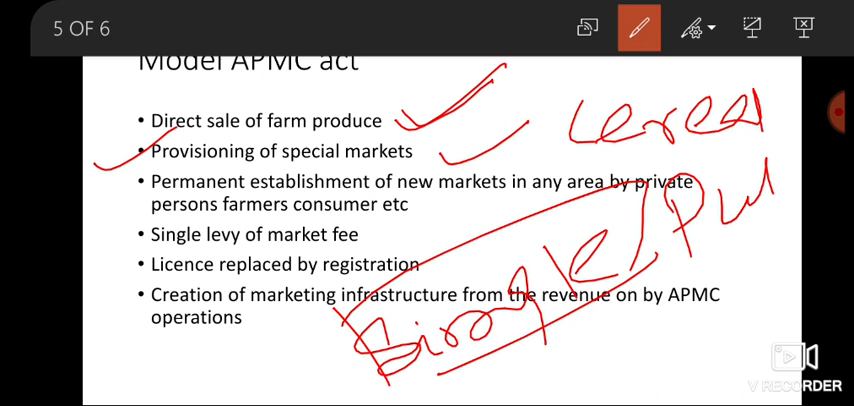 5 OF 6
Model APMC act
• Direct sale of farm produce
• Provisioning of special markets
• Permanent establishment of new markets in any area by private
persons farmers consumer etc
• Single levy of market fee
• Licence replaced by registration
• Creation of marketing infrastructure from the revenue on by APMC
operations
cereal
V RECORDER